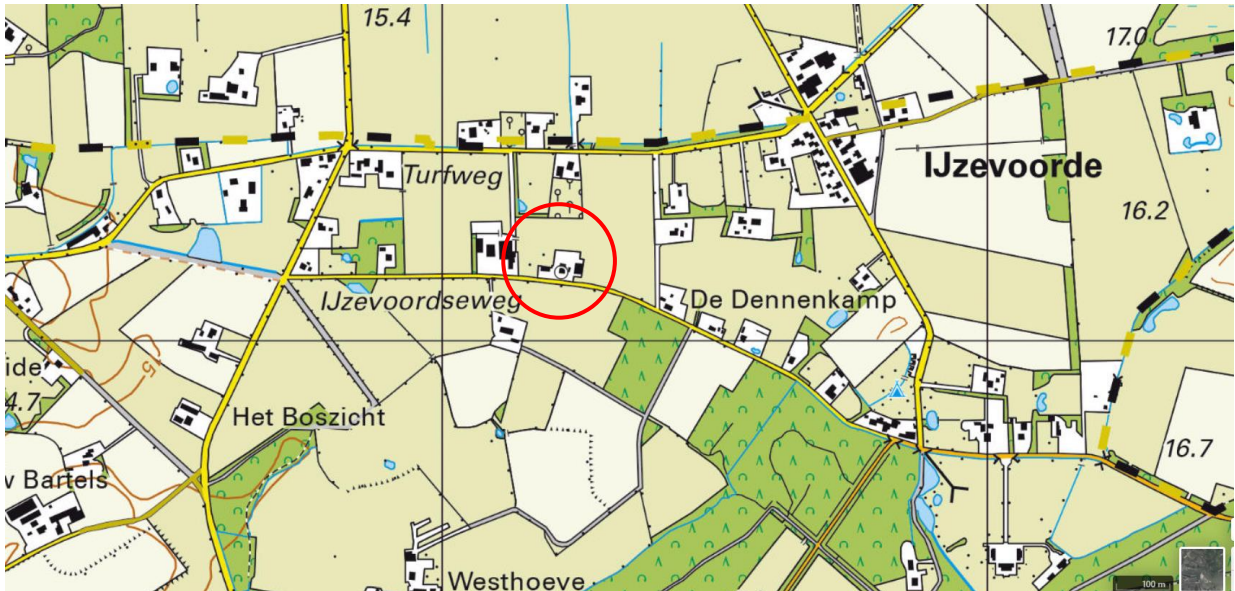 15.4
17.0
IJzevoorde
Turfweg
16.2
IJzevoordseweg
De Dennenkamp
ide
15
4.7
Het Boszicht
16.7
v Bartels
Westhoeve
100 m